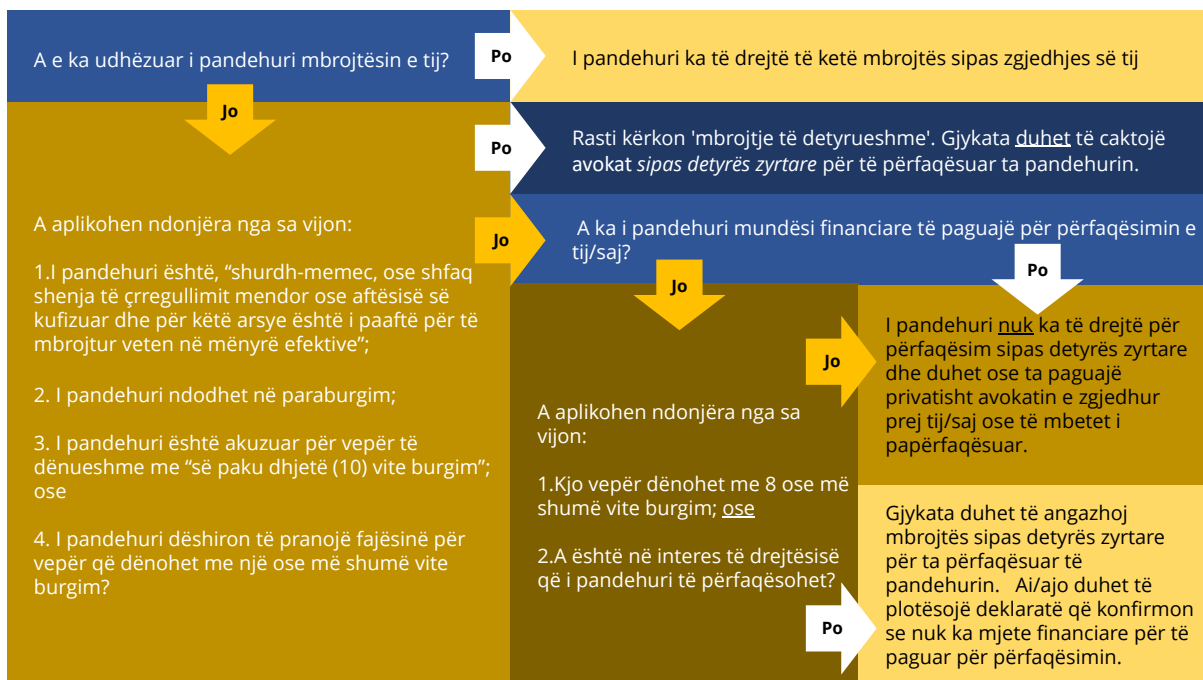 A e ka udhëzuar i pandehuri mbrojtësin e tij?
Po
I pandehuri ka të drejtë të ketë mbrojtës sipas zgjedhjes së tij
Jo
Po
Rasti kërkon 'mbrojtje të detyrueshme'. Gjykata duhet të caktojë
avokat sipas detyrës zyrtare për të përfaqësuar ta pandehurin.
A aplikohen ndonjëra nga sa vijon:
1.I pandehuri është, “shurdh-memec, ose shfaq
shenja të çrregullimit mendor ose aftësisë së
kufizuar dhe për këtë arsye është i paaftë për të
mbrojtur veten në mënyrë efektive”;
2. I pandehuri ndodhet në paraburgim;
3. I pandehuri është akuzuar për vepër të
dënueshme me “së paku dhjetë (10) vite burgim”;
ose
4. I pandehuri dëshiron të pranojë fajësinë për
vepër që dënohet me një ose më shumë vite
burgim?
Jo
A ka i pandehuri mundësi financiare të paguajë për përfaqësimin e
tij/saj?
Jo
Po
A aplikohen ndonjëra nga sa
vijon:
1.Kjo vepër dënohet me 8 ose më
shumë vite burgim; ose
2.A është në interes të drejtësisë
që i pandehuri të përfaqësohet?
Jo
I pandehuri nuk ka të drejtë për
përfaqësim sipas detyrës zyrtare
dhe duhet ose ta paguajë
privatisht avokatin e zgjedhur
prej tij/saj ose të mbetet i
papërfaqësuar.
Po
Gjykata duhet të angazhoj
mbrojtës sipas detyrës zyrtare
për ta përfaqësuar të
pandehurin. Ai/ajo duhet të
plotësojë deklaratë që konfirmon
se nuk ka mjete financiare për të
paguar për përfaqësimin.